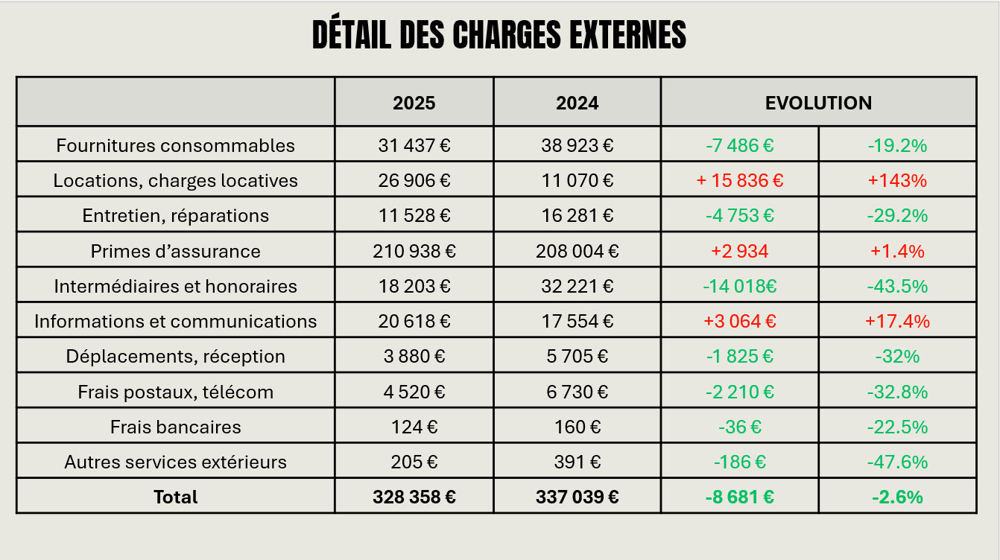 DÉTAIL DES CHARGES EXTERNES
2025 2024 EVOLUTION
Fournitures consommables 31 437 € 38 923 € -7 486 € -19.2%
Locations, charges locatives 26 906 € 11 070 € + 15 836 € +143%
Entretien, réparations 11 528 € 16 281 € -4 753 € -29.2%
Primes d’assurance 210 938 € 208 004 € +2 934 +1.4%
Intermédiaires et honoraires 18 203 € 32 221 € -14 018€ -43.5%
Informations et communications 20 618 € 17 554 € +3 064 € +17.4%
Déplacements, réception 3 880 € 5 705 € -1 825 € -32%
Frais postaux, télécom 4 520 € 6 730 € -2 210 € -32.8%
Frais bancaires 124 € 160 € -36 € -22.5%
Autres services extérieurs 205 € 391 € -186 € -47.6%
Total 328 358 € 337 039 € -8 681 € -2.6%